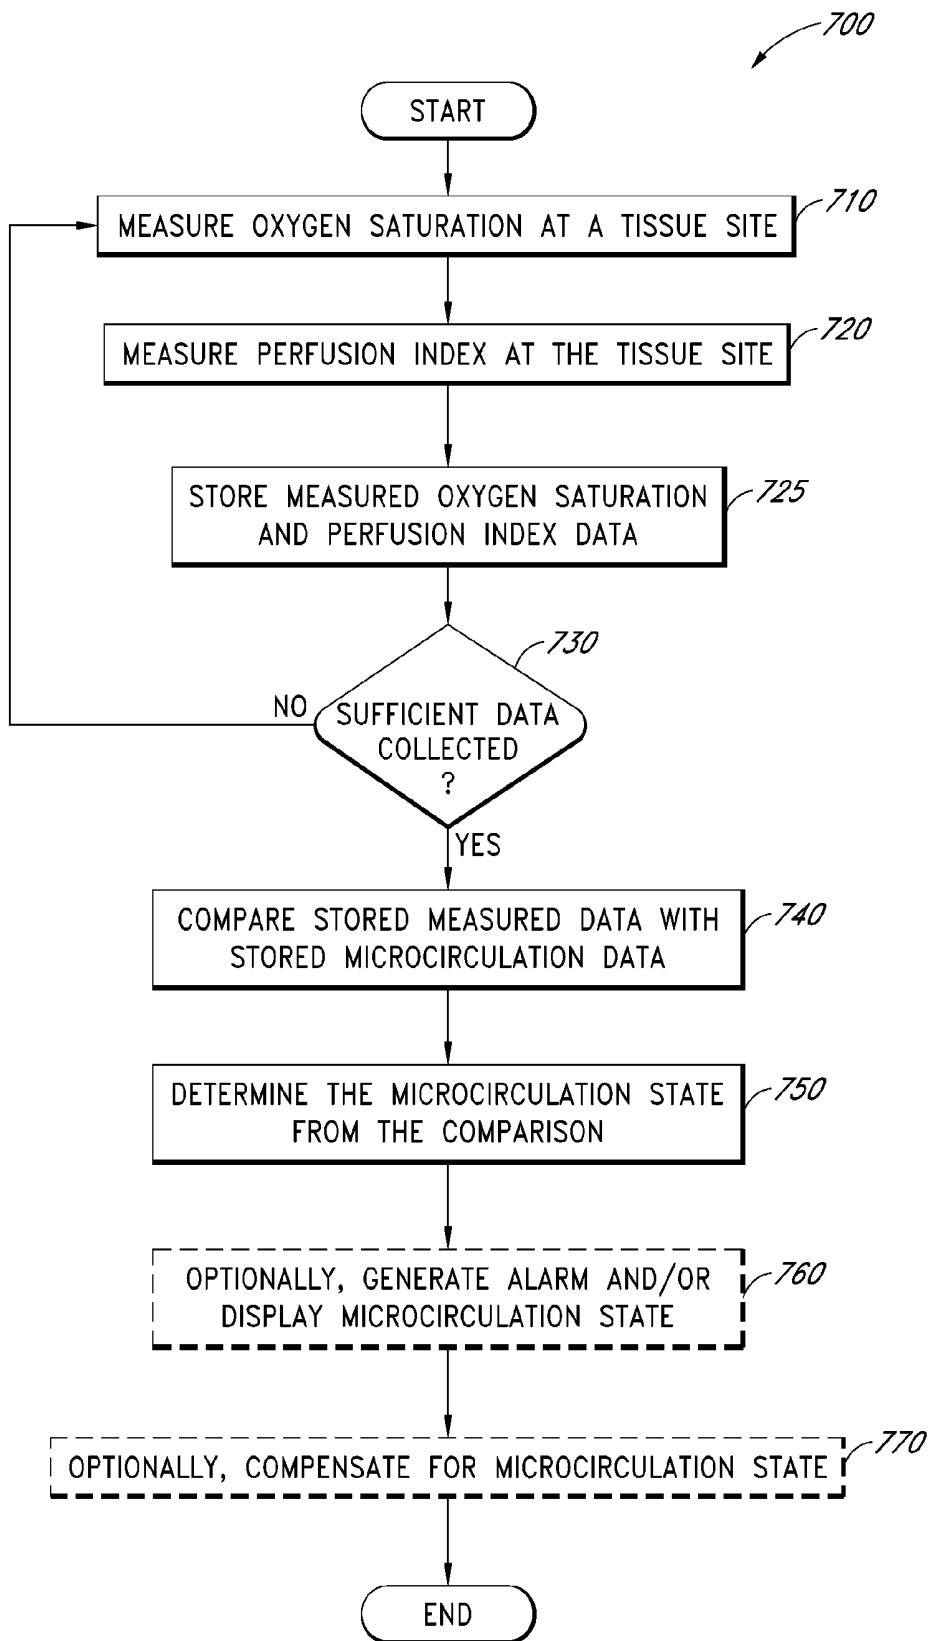 700
START
710
MEASURE OXYGEN SATURATION AT A TISSUE SITE
720
MEASURE PERFUSION INDEX AT THE TISSUE SITE
725
STORE MEASURED OXYGEN SATURATION
AND PERFUSION INDEX DATA
730
NO
SUFFICIENT DATA
COLLECTED
?
YES
740
COMPARE STORED MEASURED DATA WITH
STORED MICROCIRCULATION DATA
750
DETERMINE THE MICROCIRCULATION STATE
FROM THE COMPARISON
760
OPTIONALLY, GENERATE ALARM AND/OR
DISPLAY MICROCIRCULATION STATE
770
OPTIONALLY, COMPENSATE FOR MICROCIRCULATION STATE
END